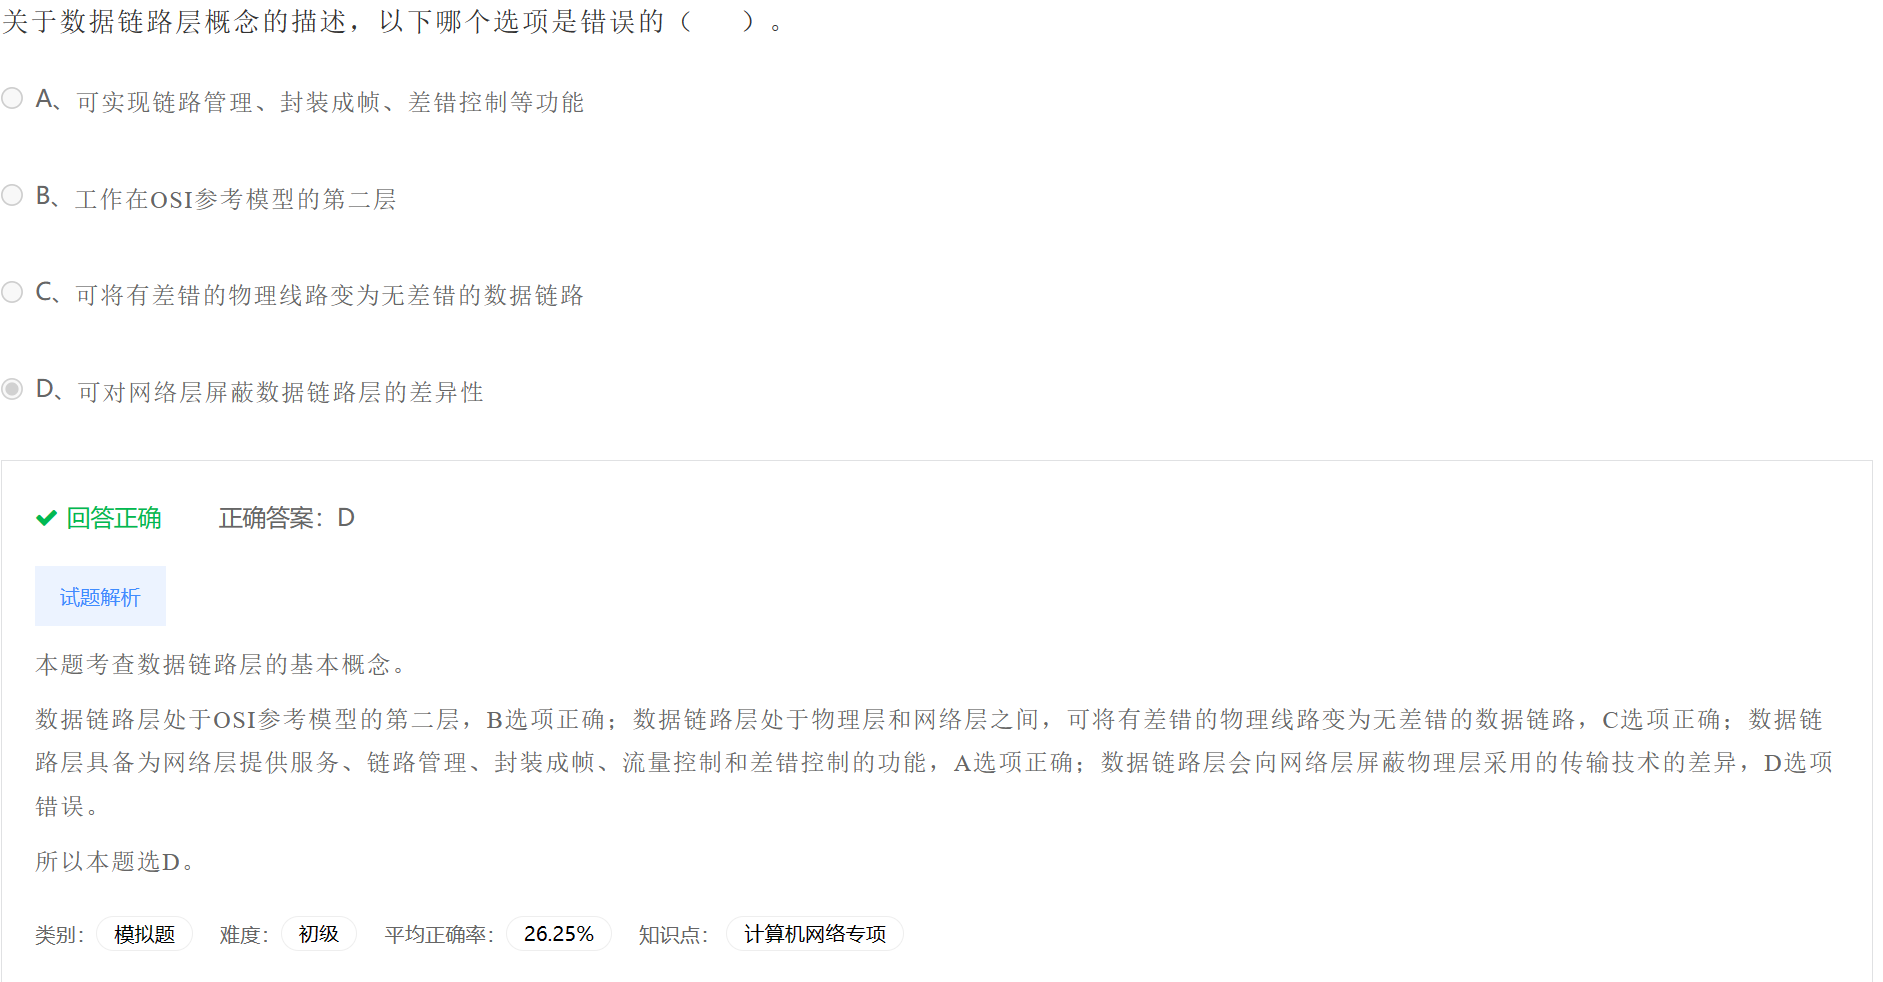 关于数据链路层概念的描述，以下哪个选项是错误的（　　）。
A、可实现链路管理、封装成帧、差错控制等功能
B、工作在OSI参考模型的第二层
C、可将有差错的物理线路变为无差错的数据链路
D、可对网络层屏蔽数据链路层的差异性
回答正确　正确答案：D
试题解析
本题考查数据链路层的基本概念。
数据链路层处于OSI参考模型的第二层，B选项正确；数据链路层处于物理层和网络层之间，可将有差错的物理线路变为无差错的数据链路，C选项正确；数据链
路层具备为网络层提供服务、链路管理、封装成帧、流量控制和差错控制的功能，A选项正确；数据链路层会向网络层屏蔽物理层采用的传输技术的差异，D选项
错误。
所以本题选D。
类别：模拟题　难度：初级　平均正确率：26.25%　知识点：计算机网络专项